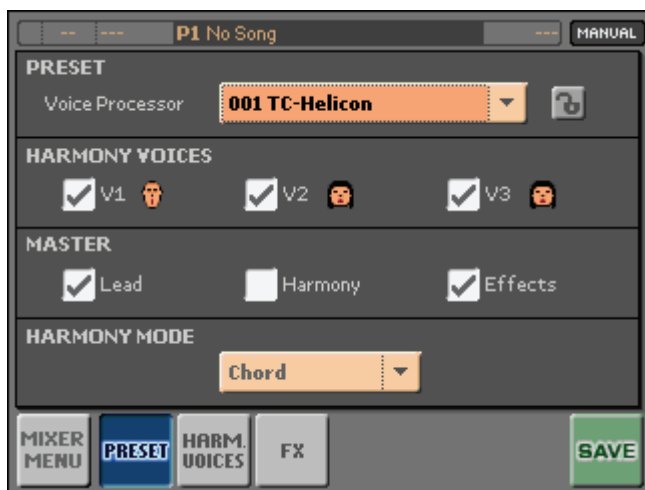 -- --- P1 No Song --- MANUAL
PRESET
Voice Processor 001 TC-Helicon
HARMONY VOICES
V1 V2 V3
MASTER
Lead Harmony Effects
HARMONY MODE
Chord
MIXER MENU PRESET HARM. VOICES FX SAVE